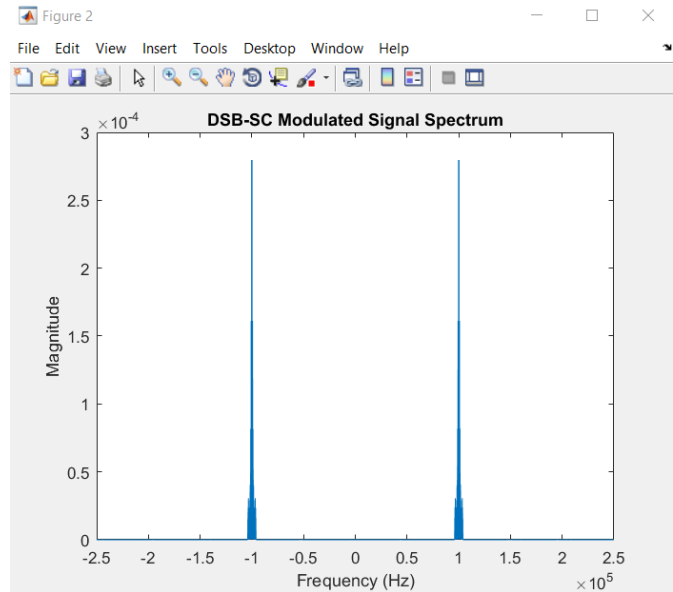 Figure 2
File Edit View Insert Tools Desktop Window Help
×10^-4
DSB-SC Modulated Signal Spectrum
3
2.5
2
1.5
1
0.5
0
Magnitude
-2.5 -2 -1.5 -1 -0.5 0 0.5 1 1.5 2 2.5
Frequency (Hz)
×10^5